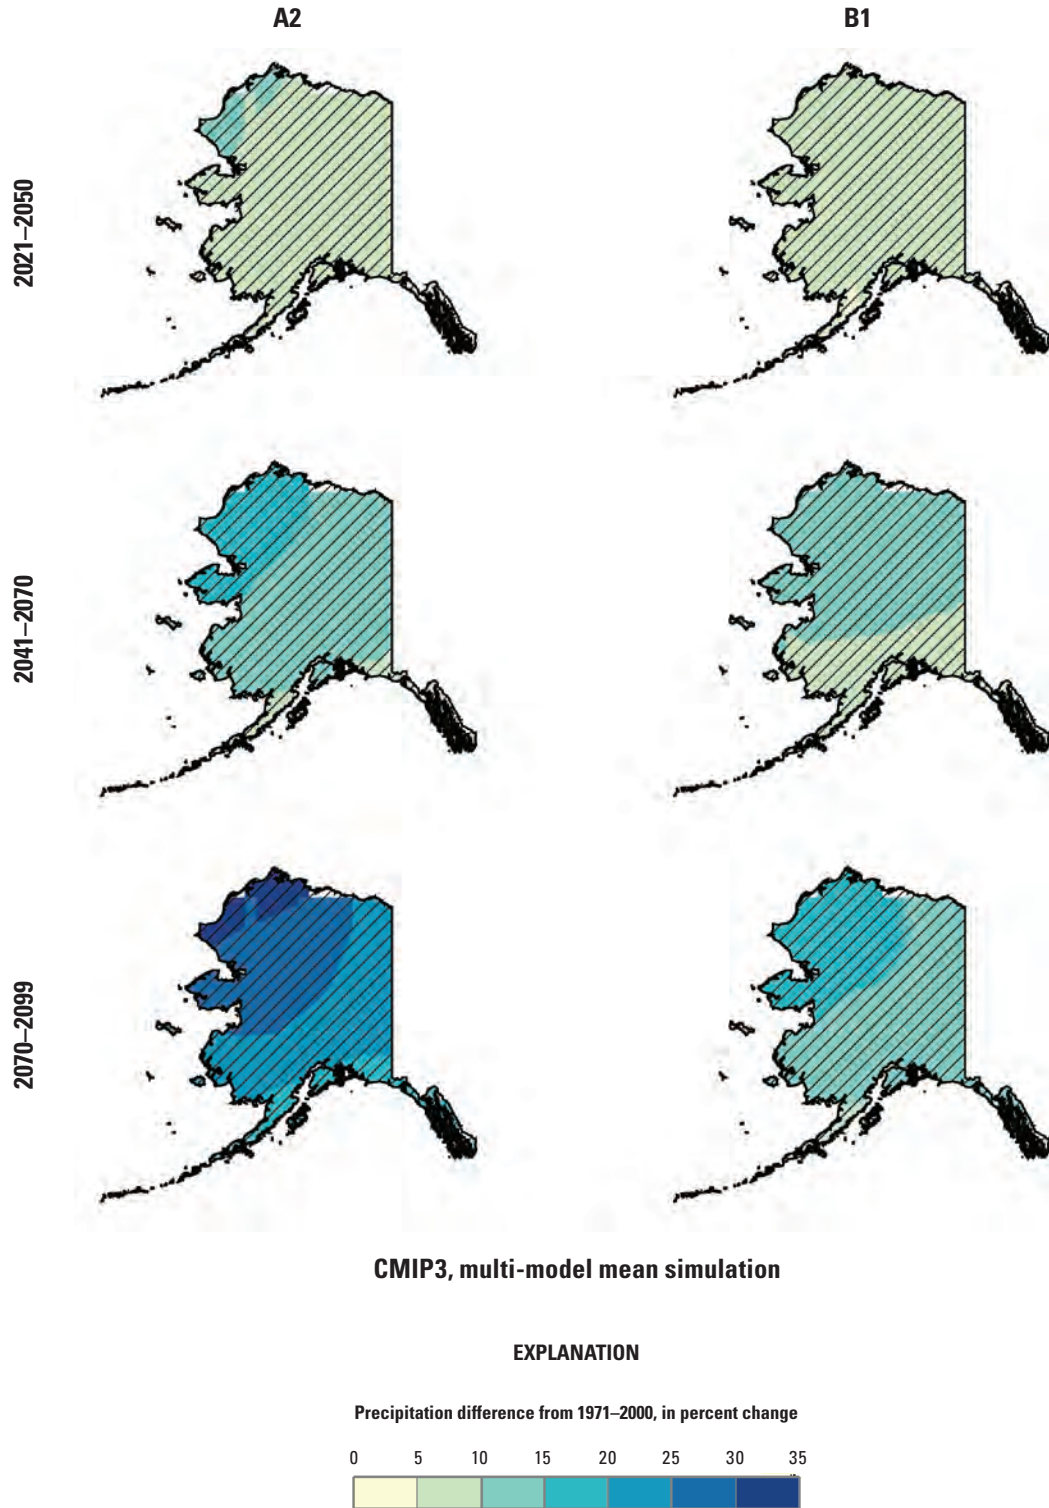 A2 B1
2021–2050
2041–2070
2070–2099
CMIP3, multi-model mean simulation
EXPLANATION
Precipitation difference from 1971–2000, in percent change
0 5 10 15 20 25 30 35